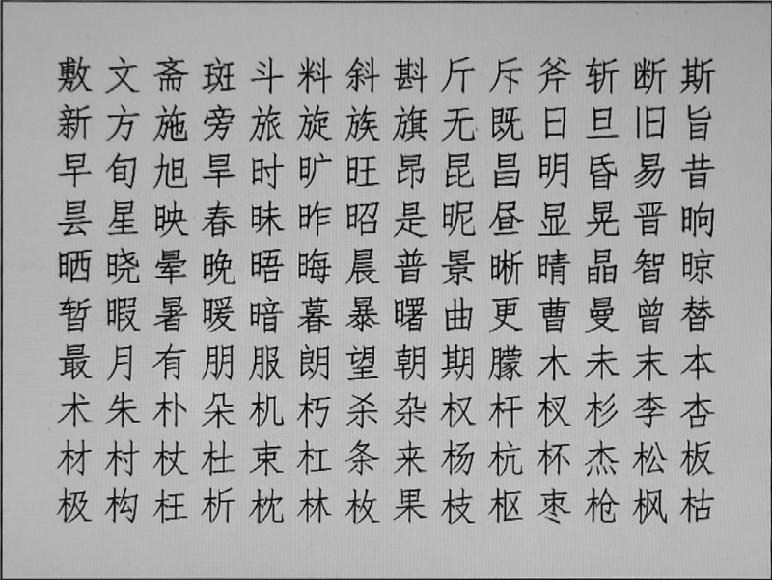 敷文斋斑斗料斜斟斤斥斧斩断斯
新方施旁旅旋族旗无既日旦旧旨
早旬旭旱时旷旺昂昆昌明昏易昔
昙星映春昧昨昭是昵昼显晃晋晌
晒晓晕晚晤晦晨普景晰晴晶智晾
暂暇暑暖暗暮暴曙曲更曹曼曾替
最月有朋服朗望朝期朦木未末本
术朱朴朵机朽杀杂权杆杈杉李杏
材村杖杜束杠条来杨杭杯杰松板
极构枉析枕林枚果枝枢枣枪枫枯